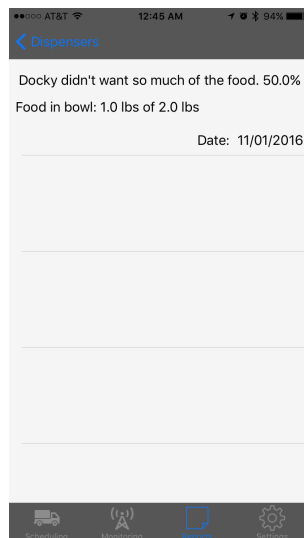 AT&T 12:45 AM 94%
Dispensers
Docky didn't want so much of the food. 50.0%
Food in bowl: 1.0 lbs of 2.0 lbs
Date: 11/01/2016
Scheduling Monitoring Settings